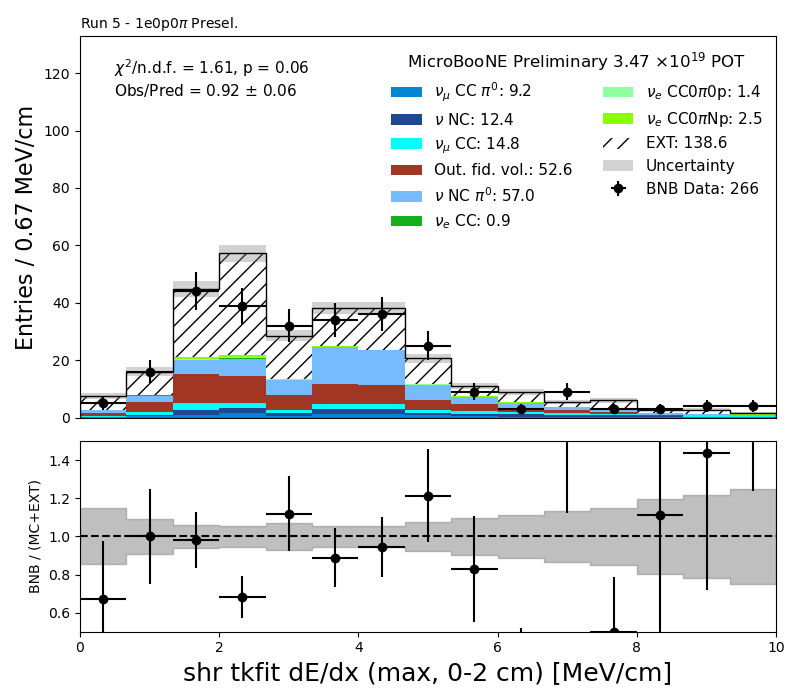 Run 5 - 1e0p0π Presel.
χ²/n.d.f. = 1.61, p = 0.06
Obs/Pred = 0.92 ± 0.06
MicroBooNE Preliminary 3.47 ×10¹⁹ POT
ν_μ CC π⁰: 9.2
ν NC: 12.4
ν_μ CC: 14.8
Out. fid. vol.: 52.6
ν NC π⁰: 57.0
ν_e CC: 0.9
ν_e CC0π0p: 1.4
ν_e CC0πNp: 2.5
EXT: 138.6
Uncertainty
BNB Data: 266
Entries / 0.67 MeV/cm
120
100
80
60
40
20
0
BNB / (MC+EXT)
1.4
1.2
1.0
0.8
0.6
0 2 4 6 8 10
shr tkfit dE/dx (max, 0-2 cm) [MeV/cm]